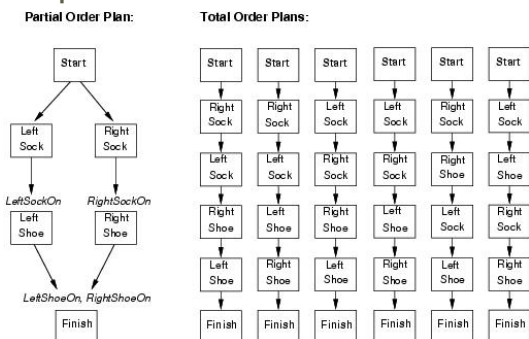 Partial Order Plan:
Start
Left
Sock
Right
Sock
LeftSockOn
RightSockOn
Left
Shoe
Right
Shoe
LeftShoeOn, RightShoeOn
Finish
Total Order Plans:
Start
Right
Sock
Left
Sock
Right
Shoe
Left
Shoe
Finish
Start
Right
Sock
Left
Sock
Left
Shoe
Right
Shoe
Finish
Start
Left
Sock
Right
Sock
Right
Shoe
Left
Shoe
Finish
Start
Left
Sock
Right
Sock
Left
Shoe
Right
Shoe
Finish
Start
Right
Sock
Right
Shoe
Left
Sock
Left
Shoe
Finish
Start
Left
Sock
Left
Shoe
Right
Sock
Right
Shoe
Finish